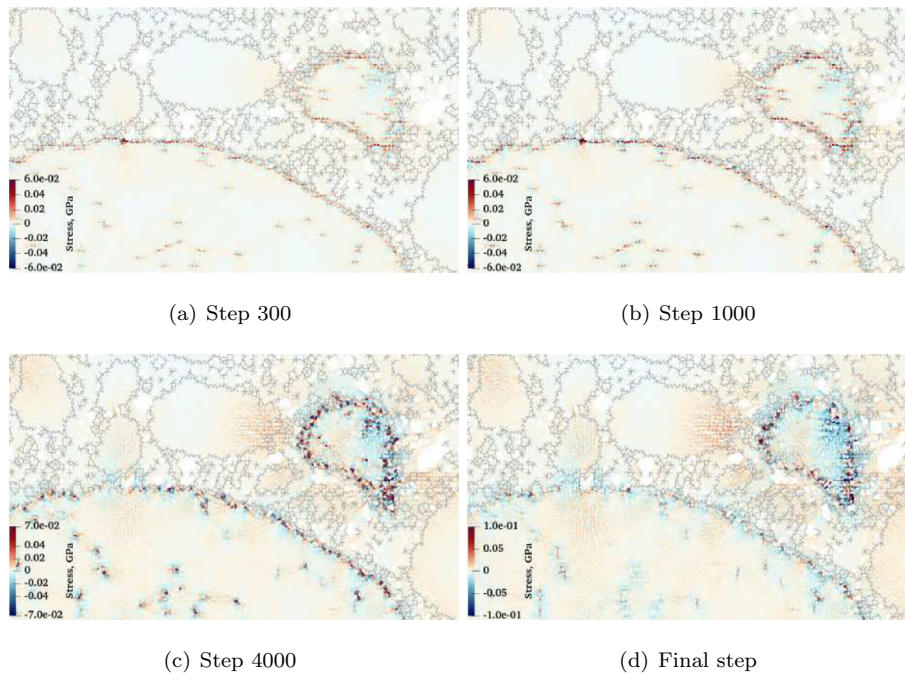 6.0e-02
0.04
0.02
0
-0.02
-0.04
-6.0e-02
Stress, GPa
6.0e-02
0.04
0.02
0
-0.02
-0.04
-6.0e-02
Stress, GPa
(a) Step 300
(b) Step 1000
7.0e-02
0.04
0.02
0
-0.02
-0.04
-7.0e-02
Stress, GPa
1.0e-01
0.05
0
-0.05
-1.0e-01
Stress, GPa
(c) Step 4000
(d) Final step